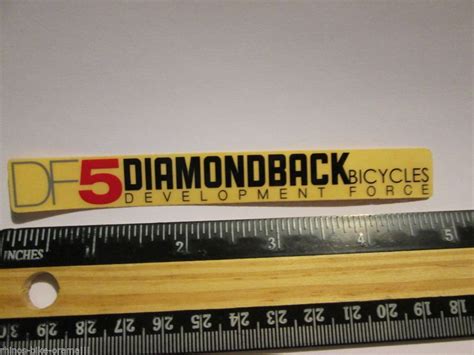 DF5 DIAMONDBACK BICYCLES
DEVELOPMENT FORCE
INCHES 1 2 3 4 5
30 29 28 27 26 25 24 23 22 21 20 19 18